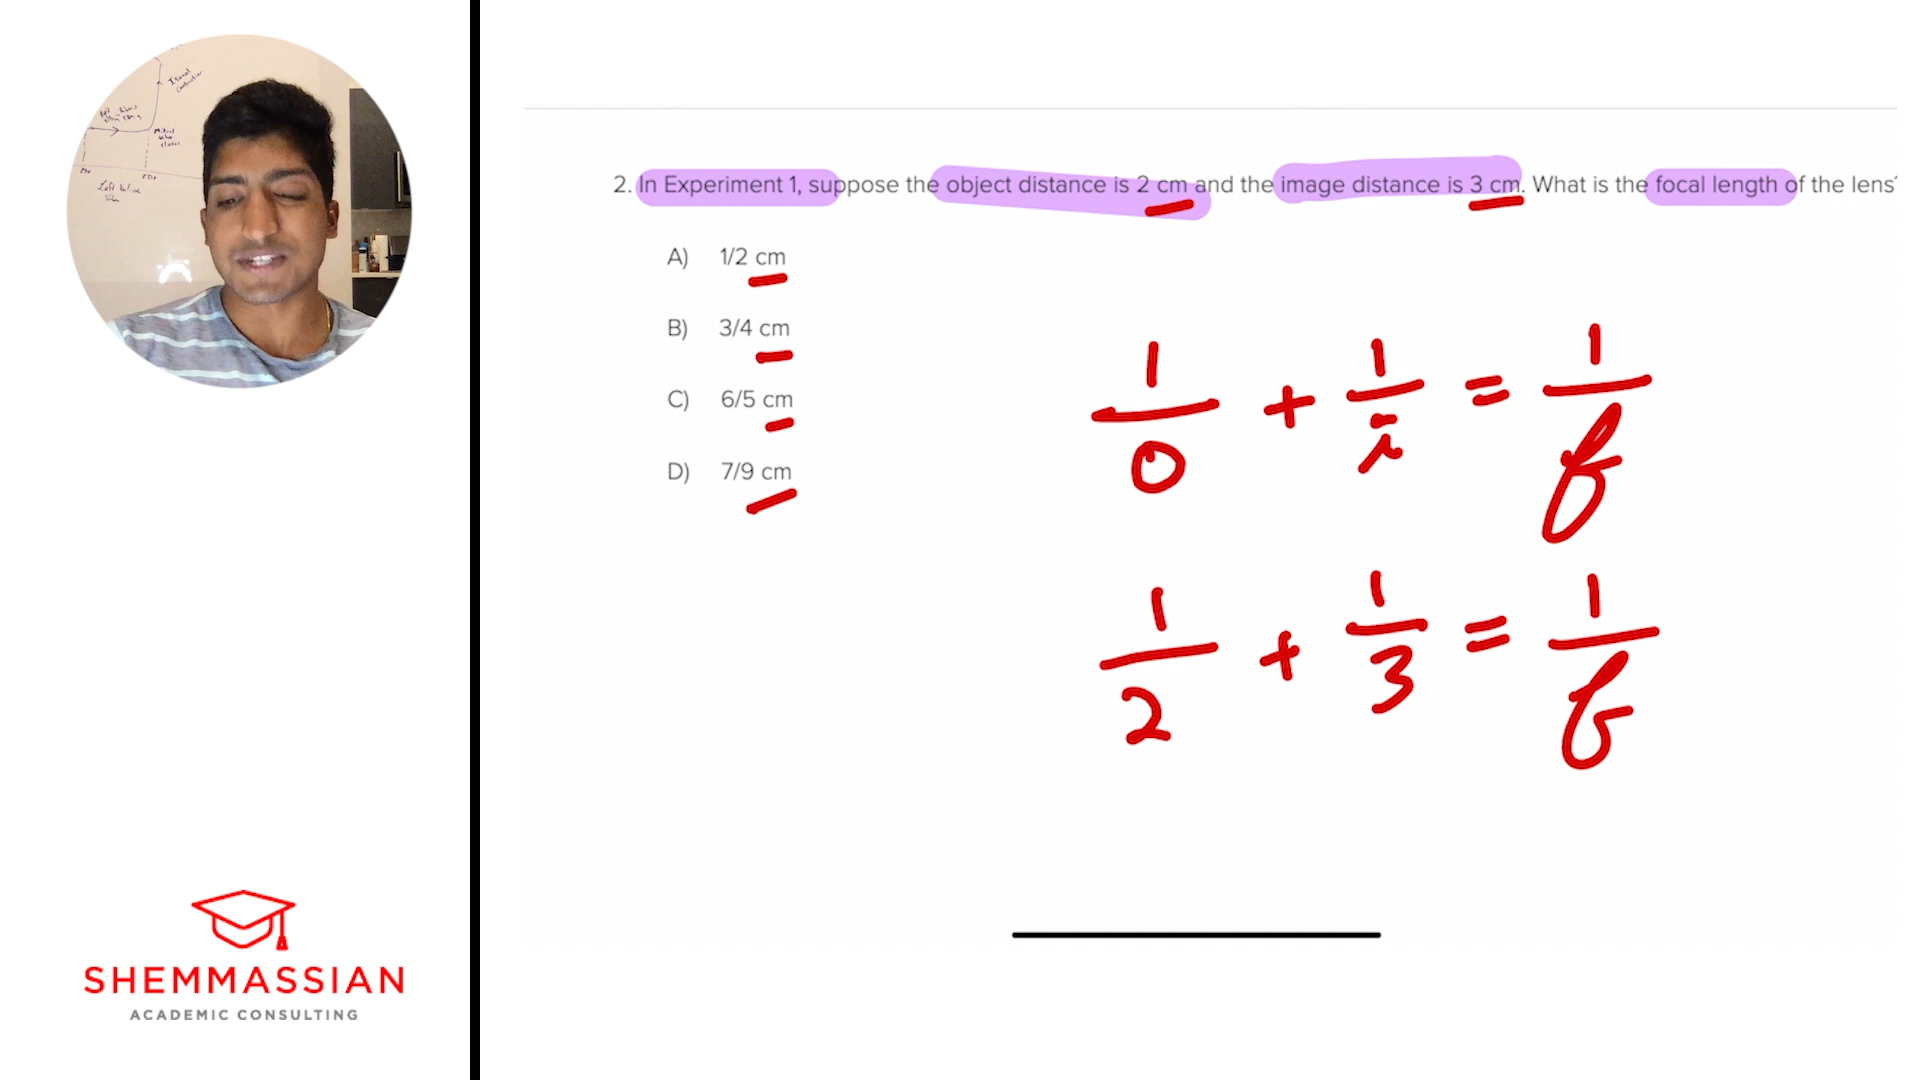 2. In Experiment 1, suppose the object distance is 2 cm and the image distance is 3 cm. What is the focal length of the lens
A) 1/2 cm
B) 3/4 cm
C) 6/5 cm
D) 7/9 cm
1/o + 1/i = 1/f
1/2 + 1/3 = 1/f
SHEMMASSIAN
ACADEMIC CONSULTING